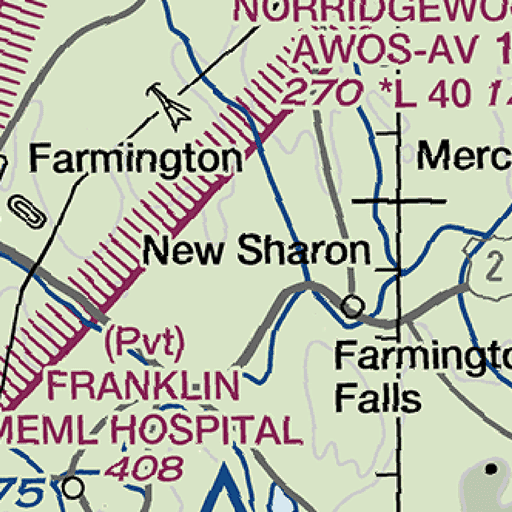 NORRIDGEWO
AWOS-AV 1
270 *L 40 12
Farmington
Merc
New Sharon
2
(Pvt)
FRANKLIN
MEML HOSPITAL
408
Farmingto
Falls
75